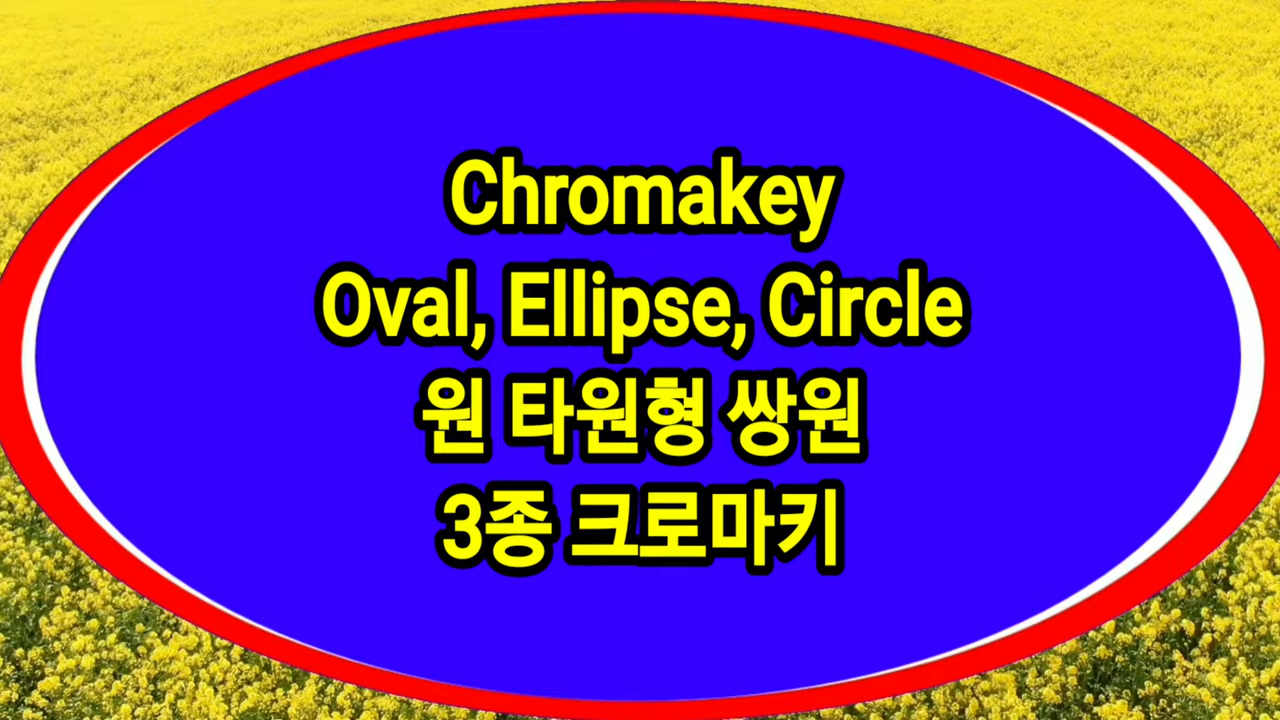 Chromakey
Oval, Ellipse, Circle
원 타원형 쌍원
3종 크로마키